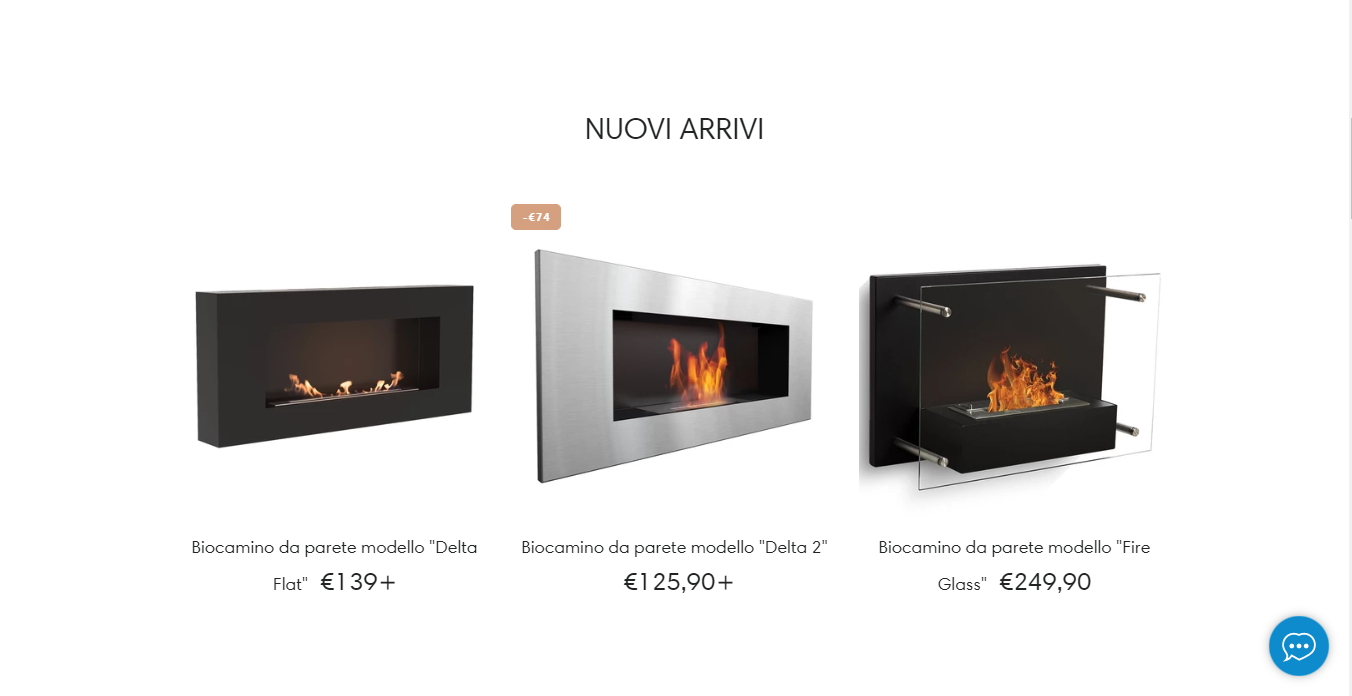 NUOVI ARRIVI
-€74
Biocamino da parete modello "Delta
Flat" €139+
Biocamino da parete modello "Delta 2"
€125,90+
Biocamino da parete modello "Fire
Glass" €249,90